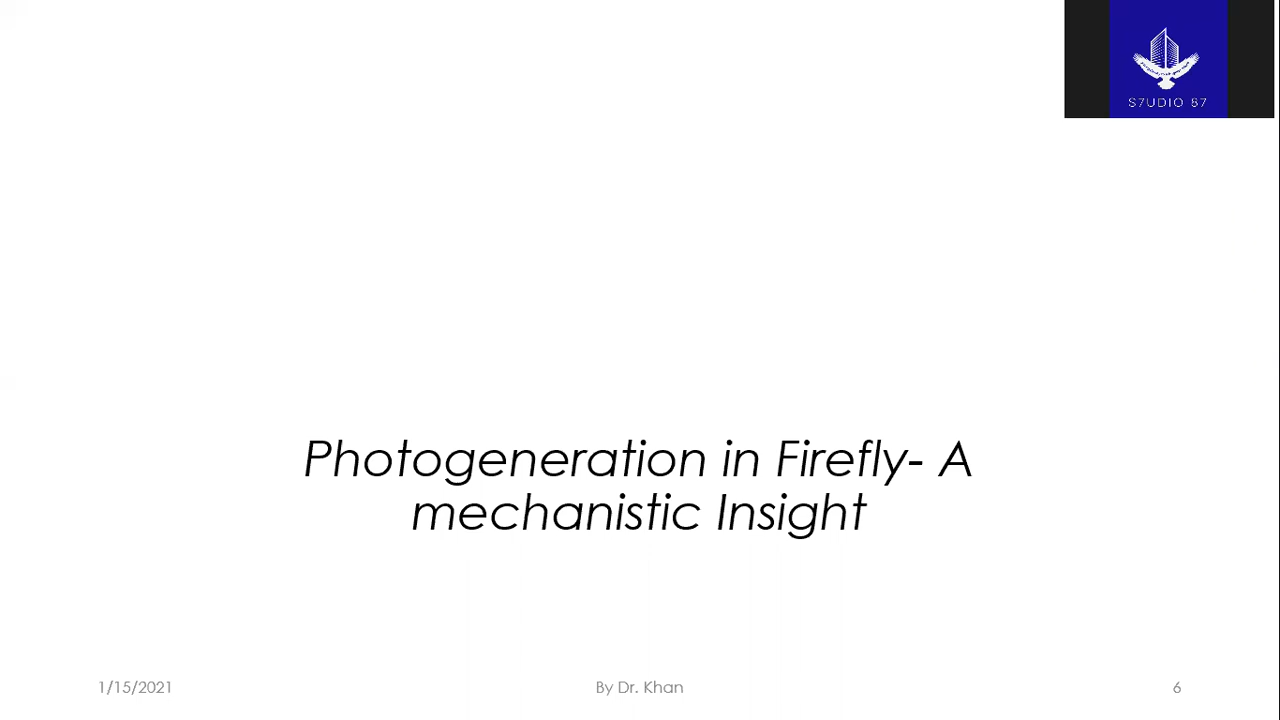 S7UDIO 87
Photogeneration in Firefly- A
mechanistic Insight
1/15/2021
By Dr. Khan
6